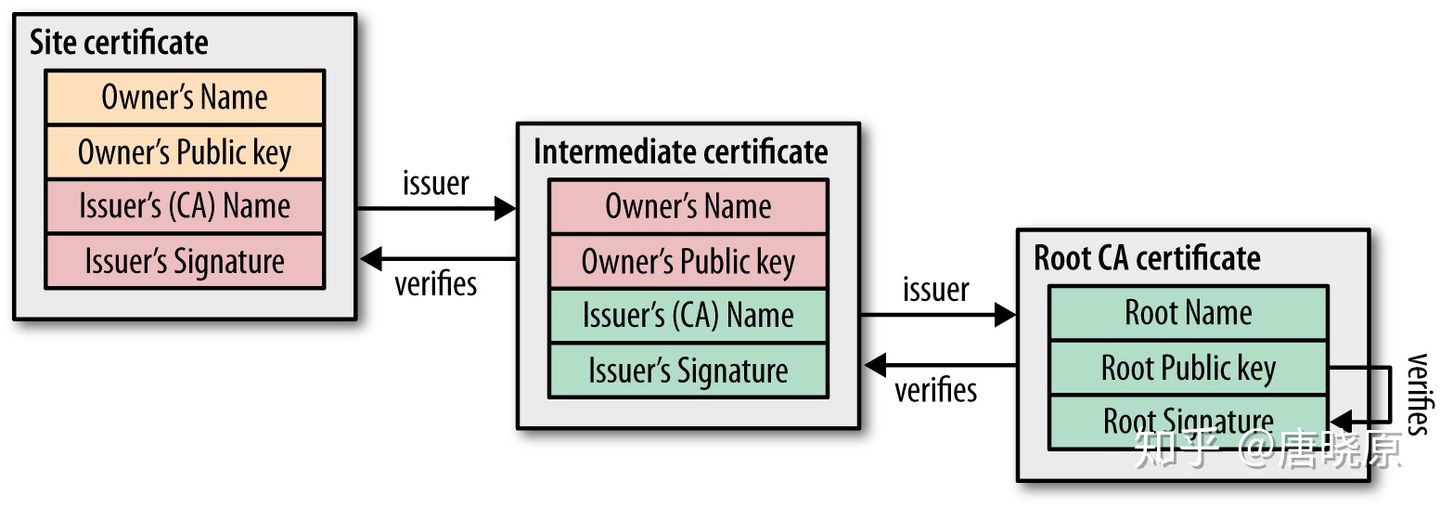 Site certificate
Owner’s Name
Owner’s Public key
Issuer’s (CA) Name
Issuer’s Signature
issuer
verifies
Intermediate certificate
Owner’s Name
Owner’s Public key
Issuer’s (CA) Name
Issuer’s Signature
issuer
verifies
Root CA certificate
Root Name
Root Public key
Root Signature
verifies
知乎 @唐晓原